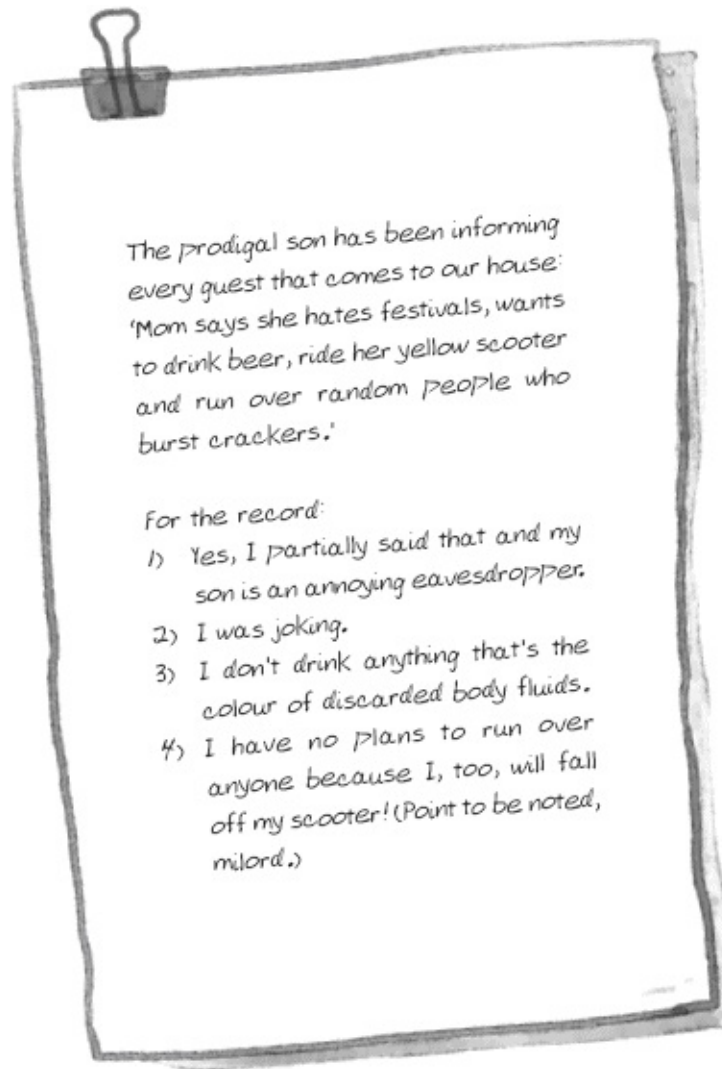 The prodigal son has been informing
every guest that comes to our house:
'Mom says she hates festivals, wants
to drink beer, ride her yellow scooter
and run over random people who
burst crackers.'
For the record:
1) Yes, I partially said that and my
son is an annoying eavesdropper.
2) I was joking.
3) I don't drink anything that's the
colour of discarded body fluids.
4) I have no plans to run over
anyone because I, too, will fall
off my scooter! (Point to be noted,
milord.)